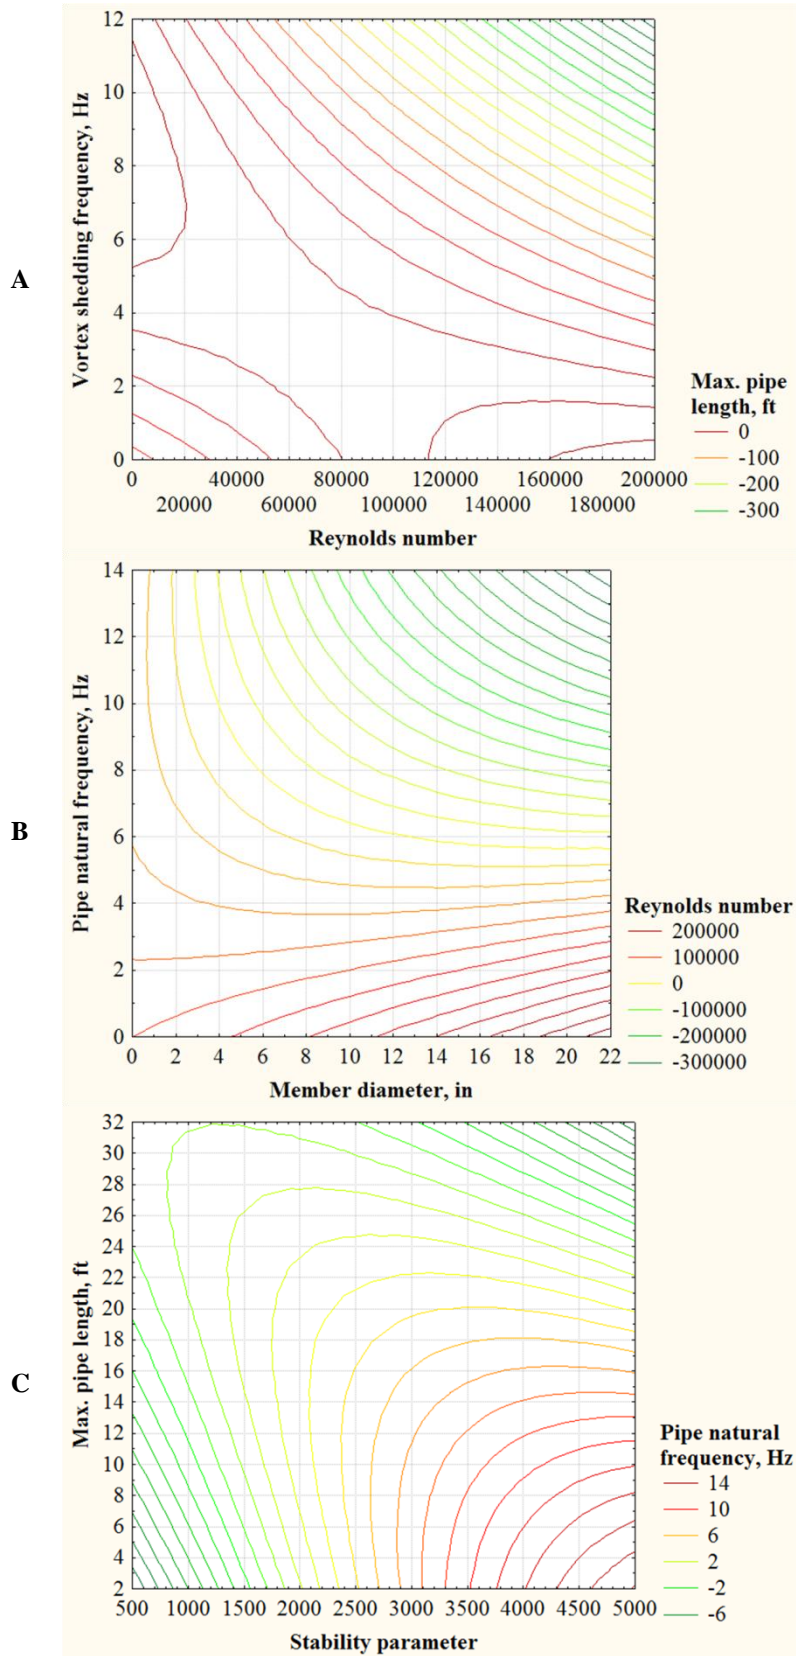 A
12
10
8
6
4
2
0
Vortex shedding frequency, Hz
0 40000 80000 120000 160000 200000
20000 60000 100000 140000 180000
Reynolds number
Max. pipe
length, ft
0
-100
-200
-300
B
14
12
10
8
6
4
2
0
Pipe natural frequency, Hz
0 2 4 6 8 10 12 14 16 18 20 22
Member diameter, in
Reynolds number
200000
100000
0
-100000
-200000
-300000
C
32
30
28
26
24
22
20
18
16
14
12
10
8
6
4
2
Max. pipe length, ft
500 1000 1500 2000 2500 3000 3500 4000 4500 5000
Stability parameter
Pipe natural
frequency, Hz
14
10
6
2
-2
-6